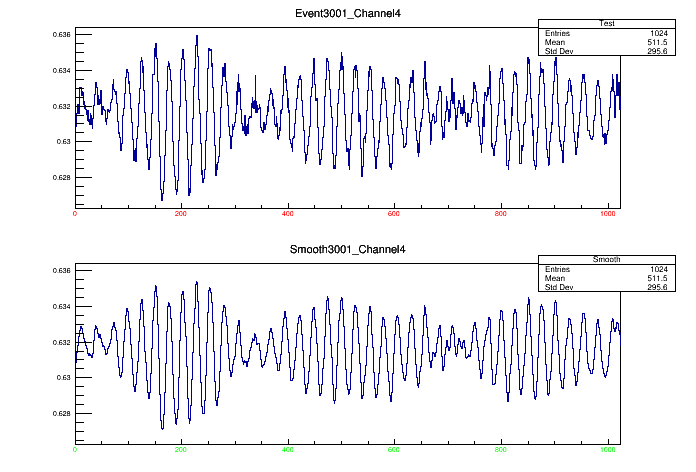 Event3001_Channel4
Test
Entries 1024
Mean 511.5
Std Dev 295.6
0.636
0.634
0.632
0.63
0.628
0 200 400 600 800 1000
Smooth3001_Channel4
Smooth
Entries 1024
Mean 511.5
Std Dev 295.6
0.636
0.634
0.632
0.63
0.628
0 200 400 600 800 1000